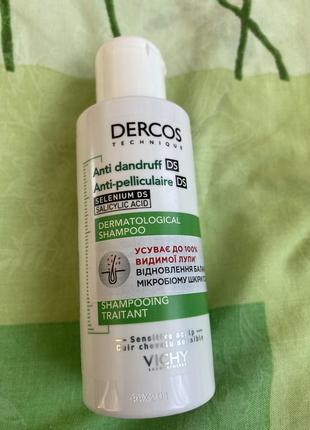 DERCOS
TECHNIQUE
Anti dandruff DS
Anti-pelliculaire DS
SELENIUM DS
SALICYLIC ACID
DERMATOLOGICAL
SHAMPOO
УСУВАЄ ДО 100%
ВИДИМОЇ ЛУПИ
ВІДНОВЛЕННЯ
МІКРОБІОМУ ШКІРИ
SHAMPOOING
TRAITANT
Sensitive scalp
Cuir chevelu sensible
VICHY
LABORATOIRES